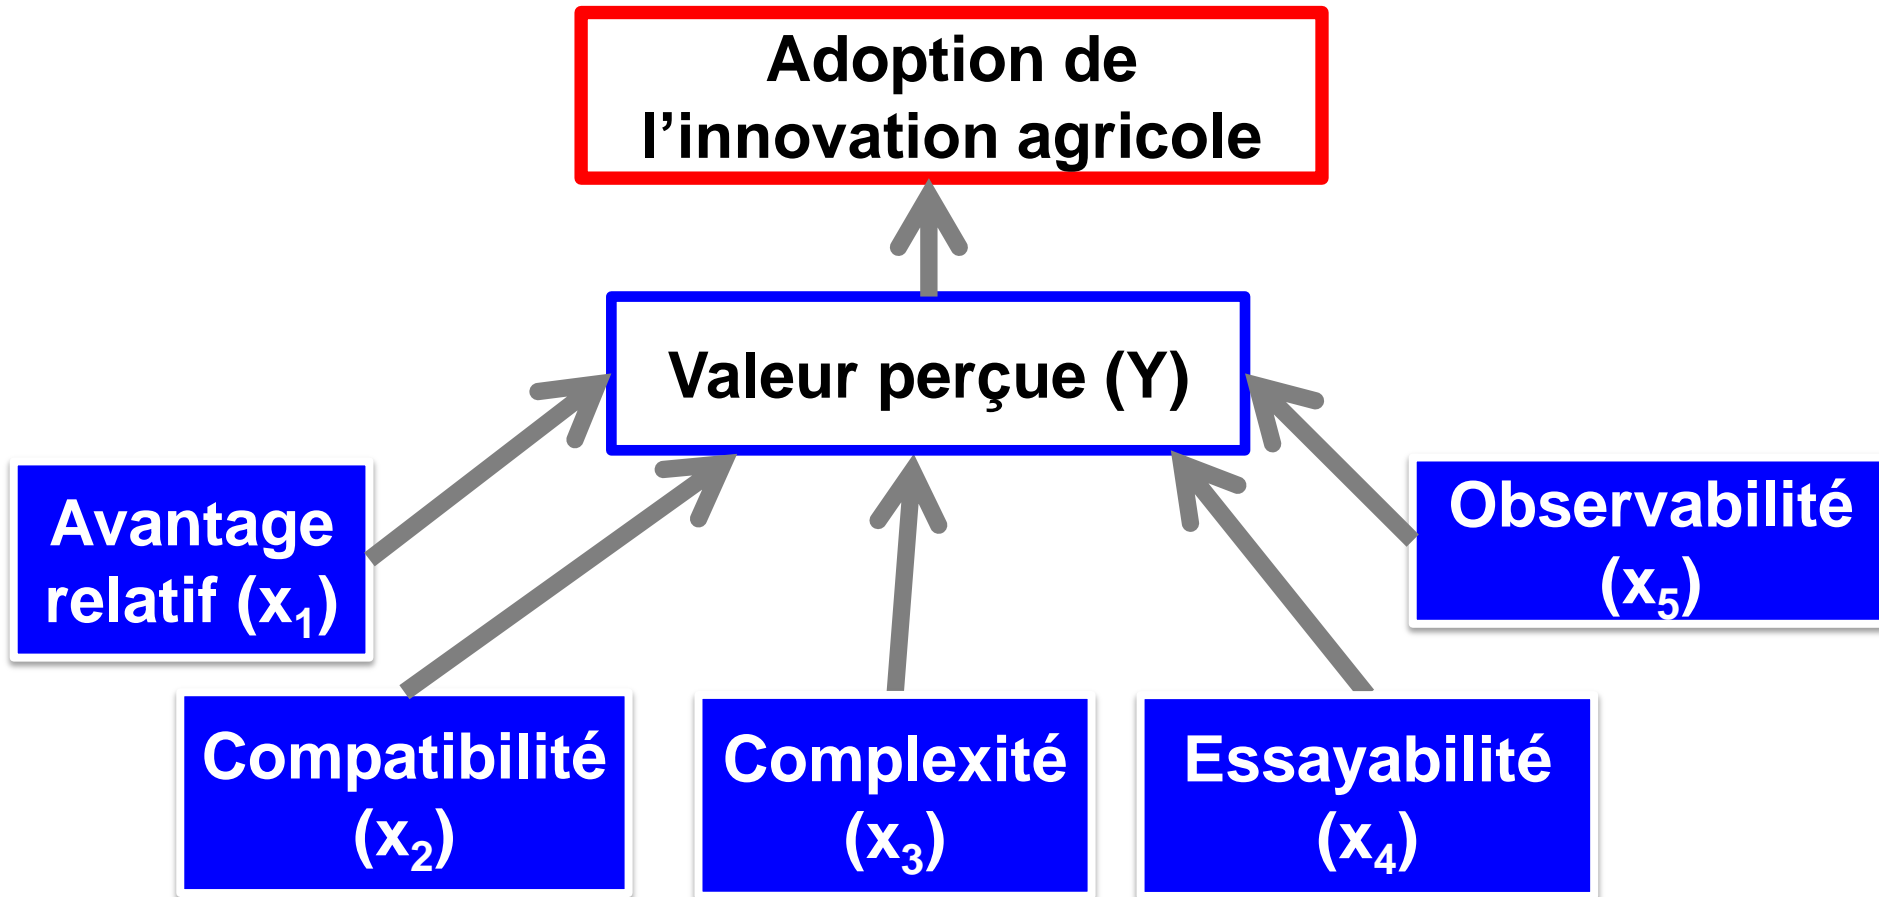 Adoption de
l’innovation agricole
Valeur perçue (Y)
Avantage
relatif (x₁)
Observabilité
(x₅)
Compatibilité
(x₂)
Complexité
(x₃)
Essayabilité
(x₄)